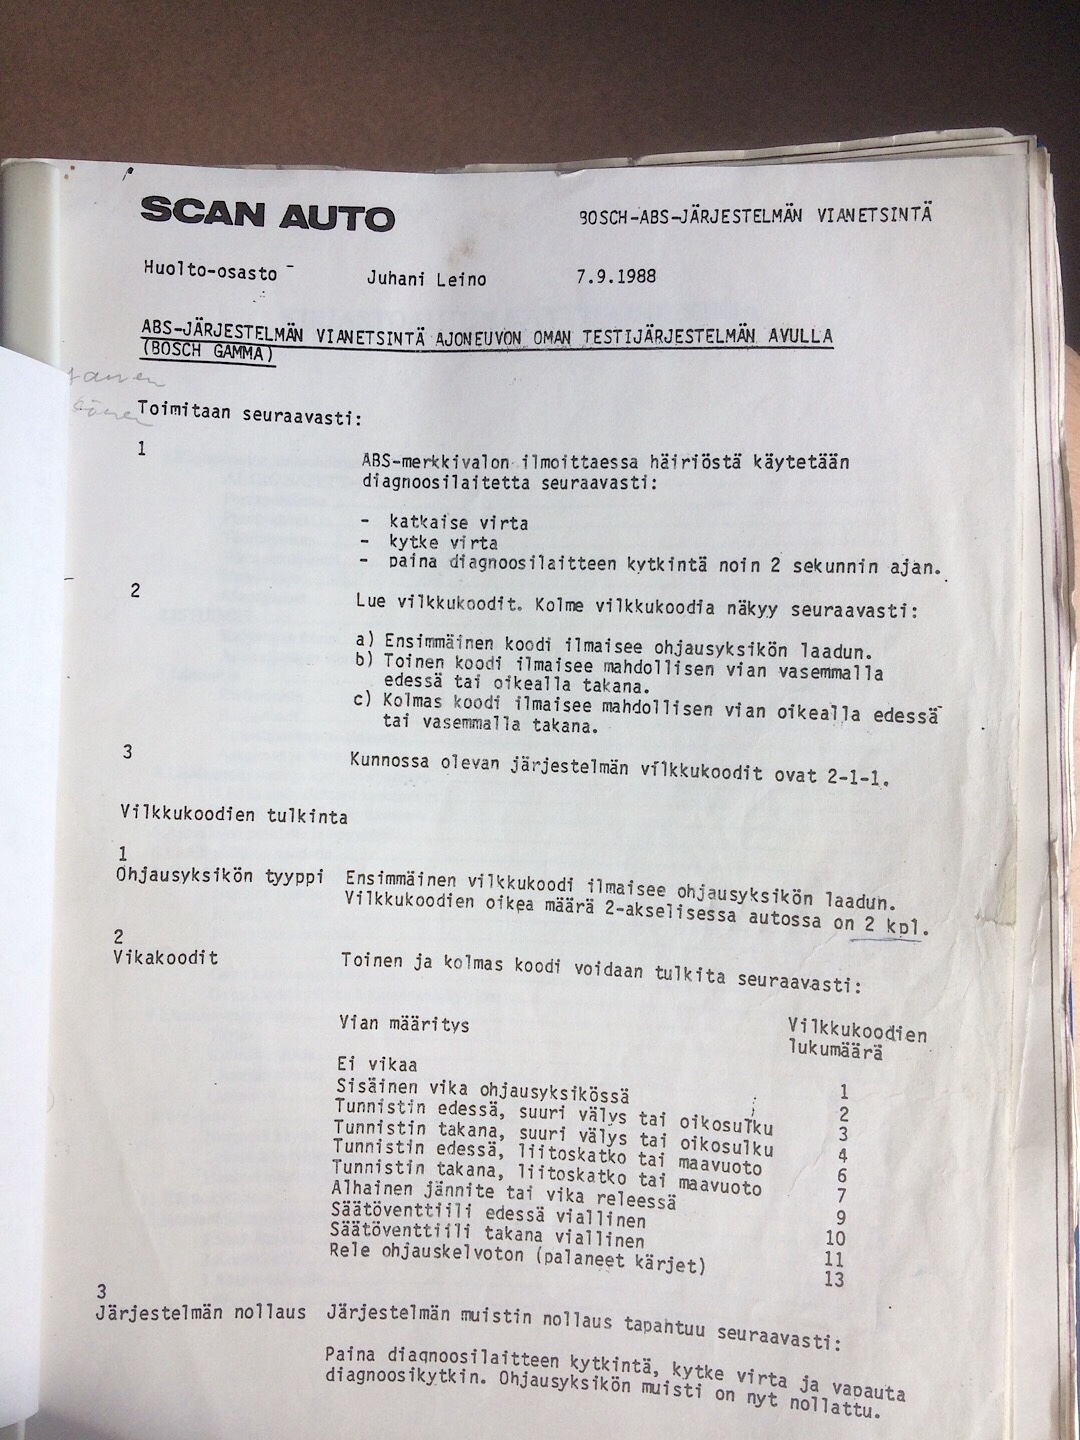 SCAN AUTO
BOSCH-ABS-JÄRJESTELMÄN VIANETSINTÄ
Huolto-osasto Juhani Leino 7.9.1988
ABS-JÄRJESTELMÄN VIANETSINTÄ AJONEUVON OMAN TESTIJÄRJESTELMÄN AVULLA
(BOSCH GAMMA)
Toimitaan seuraavasti:
1
ABS-merkkivalon ilmoittaessa häiriöstä käytetään
diagnoosilaitetta seuraavasti:
- katkaise virta
- kytke virta
- paina diagnoosilaitteen kytkintä noin 2 sekunnin ajan.
2
Lue vilkkukoodit. Kolme vilkkukoodia näkyy seuraavasti:
a) Ensimmäinen koodi ilmaisee ohjausyksikön laadun.
b) Toinen koodi ilmaisee mahdollisen vian vasemmalla
edessä tai oikealla takana.
c) Kolmas koodi ilmaisee mahdollisen vian oikealla edessä
tai vasemmalla takana.
3
Kunnossa olevan järjestelmän vilkkukoodit ovat 2-1-1.
Vilkkukoodien tulkinta
1
Ohjausyksikön tyyppi Ensimmäinen vilkkukoodi ilmaisee ohjausyksikön laadun.
Vilkkukoodien oikea määrä 2-akselisessa autossa on 2 kpl.
2
Vikakoodit Toinen ja kolmas koodi voidaan tulkita seuraavasti:
Vian määritys Vilkkukoodien
lukumäärä
Ei vikaa 1
Sisäinen vika ohjausyksikössä 2
Tunnistin edessä, suuri välys tai oikosulku 3
Tunnistin takana, suuri välys tai oikosulku 4
Tunnistin edessä, liitoskatko tai maavuoto 6
Tunnistin takana, liitoskatko tai maavuoto 7
Alhainen jännite tai vika releessä 9
Säätöventtiili edessä viallinen 10
Säätöventtiili takana viallinen 11
Rele ohjauskelvoton (palaneet kärjet) 13
3
Järjestelmän nollaus Järjestelmän muistin nollaus tapahtuu seuraavasti:
Paina diagnoosilaitteen kytkintä, kytke virta ja vapauta
diagnoosikytkin. Ohjausyksikön muisti on nyt nollattu.